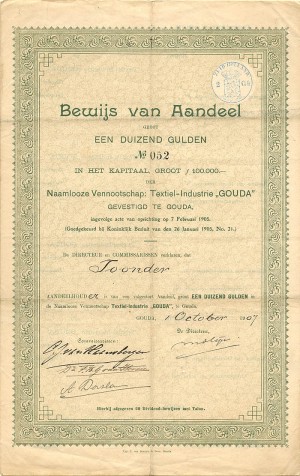 Bewijs van Aandeel
GROOT
EEN DUIZEND GULDEN
№ 052
IN HET KAPITAAL GROOT ƒ 100.000.—
DER
Naamlooze Vennootschap: Textiel-Industrie „GOUDA"
GEVESTIGD TE GOUDA,
ingevolge acte van oprichting op 7 Februari 1905.
(Goedgekeurd bij Koninklijk Besluit van den 26 Januari 1905, No. 21.)
De DIRECTEUR en COMMISSARISSEN verklaren, dat
Toonder
AANDEELHOUDER is van een volgestort Aandeel, groot EEN DUIZEND GULDEN in
de Naamlooze Vennootschap Textiel-Industrie „GOUDA", te Gouda.
GOUDA, 1 October 1907
Commissarissen: De Directeur,
Hierbij afgegeven de Dividend-bewijzen met Talon.